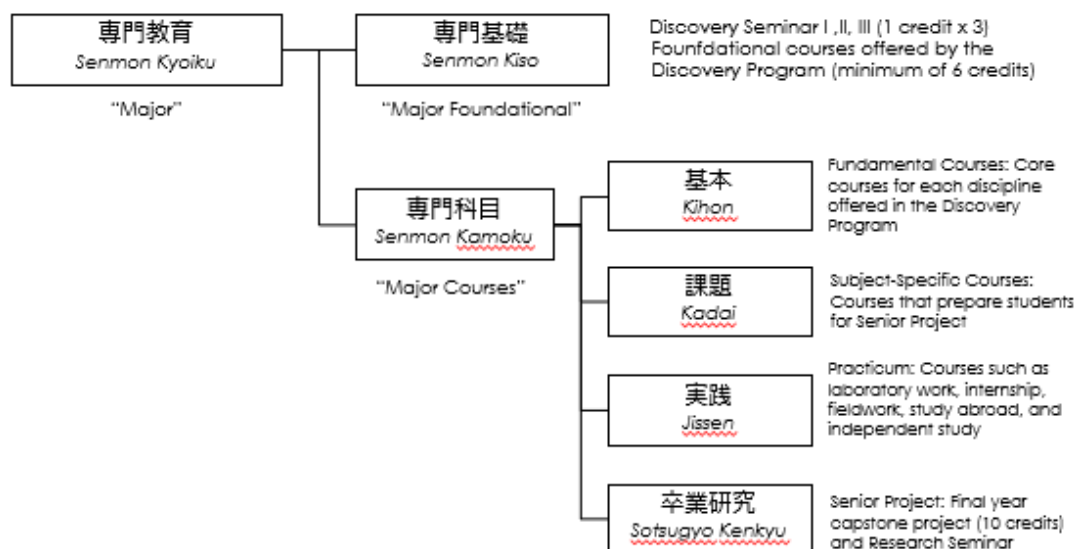 専門教育
Senmon Kyoiku
"Major"
専門基礎
Senmon Kiso
"Major Foundational"
Discovery Seminar I ,II, III (1 credit x 3)
Founfdational courses offered by the
Discovery Program (minimum of 6 credits)
専門科目
Senmon Kamoku
"Major Courses"
基本
Kihon
Fundamental Courses: Core
courses for each discipline
offered in the Discovery
Program
課題
Kadai
Subject-Specific Courses:
Courses that prepare students
for Senior Project
実践
Jissen
Practicum: Courses such as
laboratory work, internship,
fieldwork, study abroad, and
independent study
卒業研究
Sotsugyo Kenkyu
Senior Project: Final year
capstone project (10 credits)
and Research Seminar